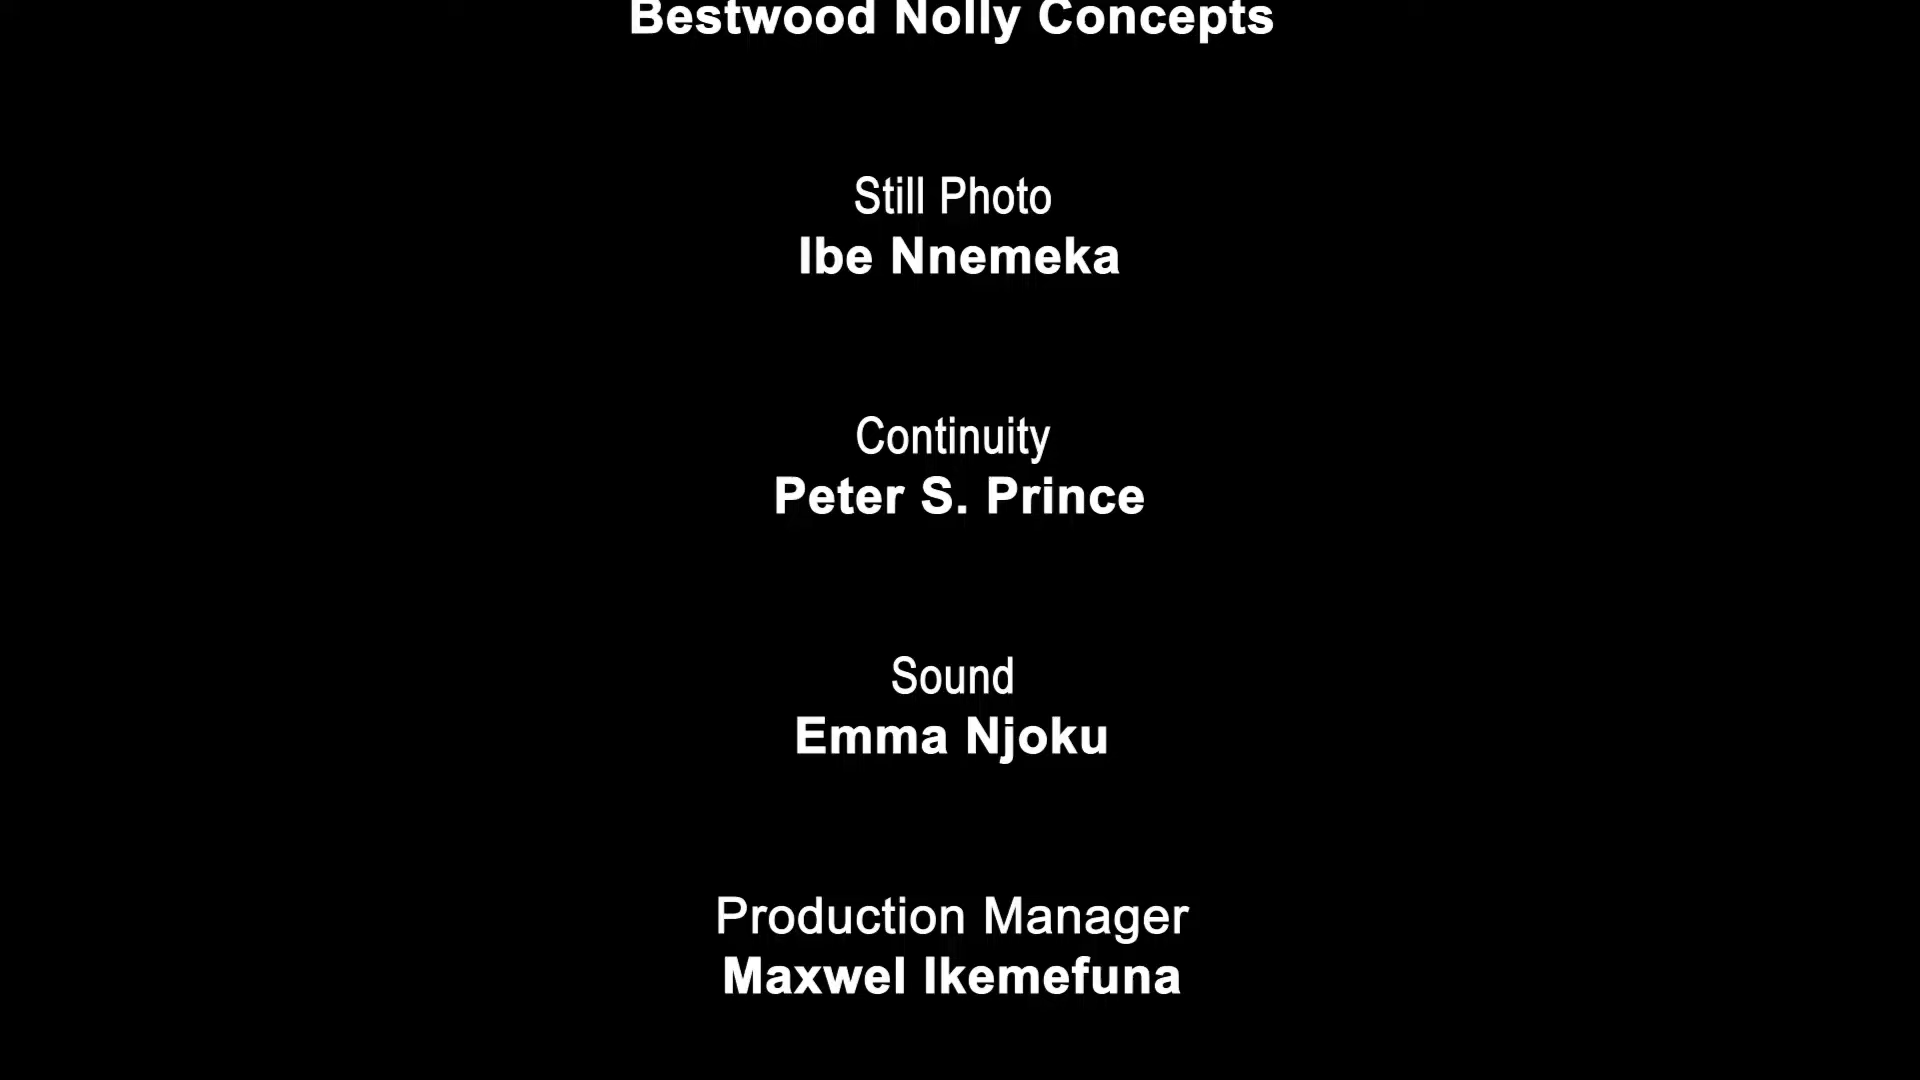 Bestwood Nolly Concepts
Still Photo
Ibe Nnemeka
Continuity
Peter S. Prince
Sound
Emma Njoku
Production Manager
Maxwel Ikemefuna